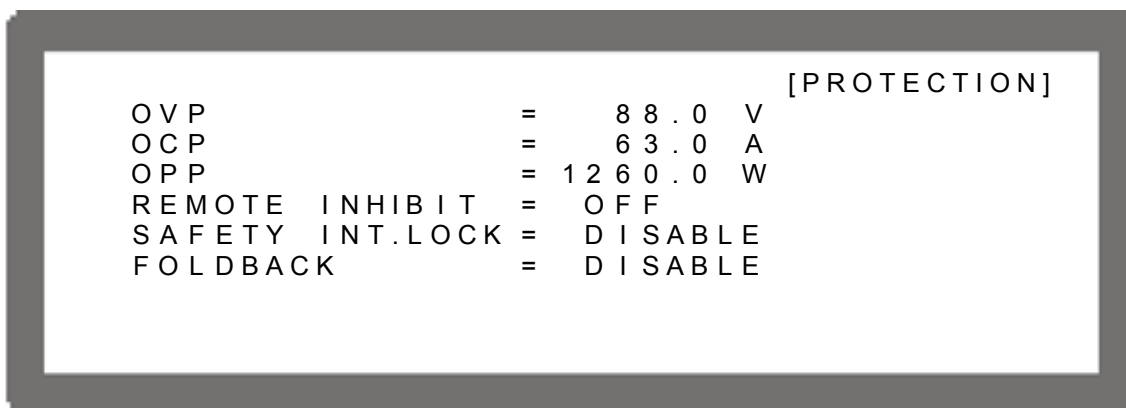 [PROTECTION]
OVP = 88.0 V
OCP = 63.0 A
OPP = 1260.0 W
REMOTE INHIBIT = OFF
SAFETY INT.LOCK = DISABLE
FOLDBACK = DISABLE